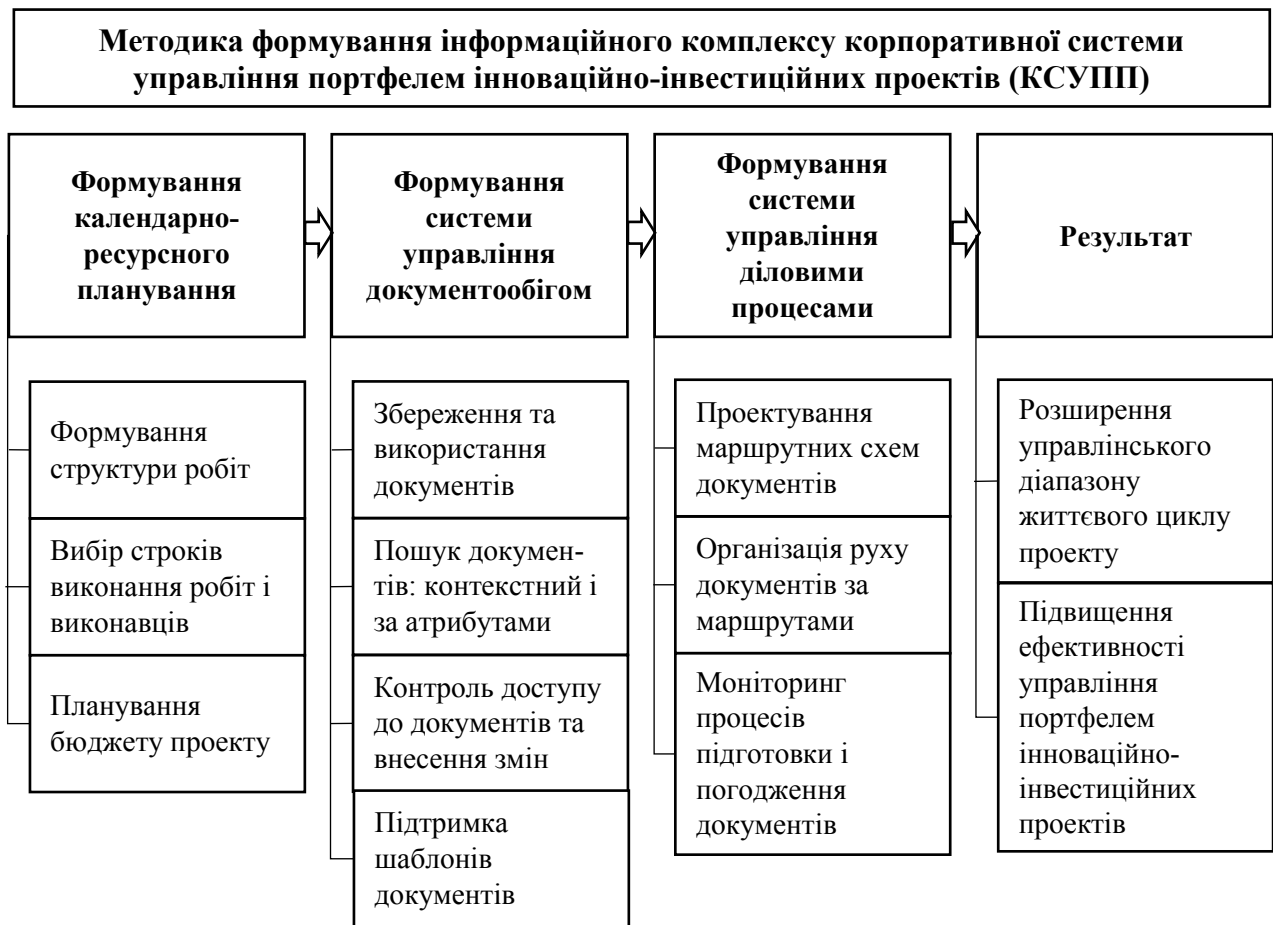 Методика формування інформаційного комплексу корпоративної системи
управління портфелем інноваційно-інвестиційних проектів (КСУПП)
Формування
календарно-
ресурсного
планування
Формування
системи
управління
документообігом
Формування
системи
управління
діловими
процесами
Результат
Формування
структури робіт
Вибір строків
виконання робіт і
виконавців
Планування
бюджету проекту
Збереження та
використання
документів
Пошук докумен-
тів: контекстний і
за атрибутами
Контроль доступу
до документів та
внесення змін
Підтримка
шаблонів
документів
Проектування
маршрутних схем
документів
Організація руху
документів за
маршрутами
Моніторинг
процесів
підготовки і
погодження
документів
Розширення
управлінського
діапазону
життєвого циклу
проекту
Підвищення
ефективності
управління
портфелем
інноваційно-
інвестиційних
проектів